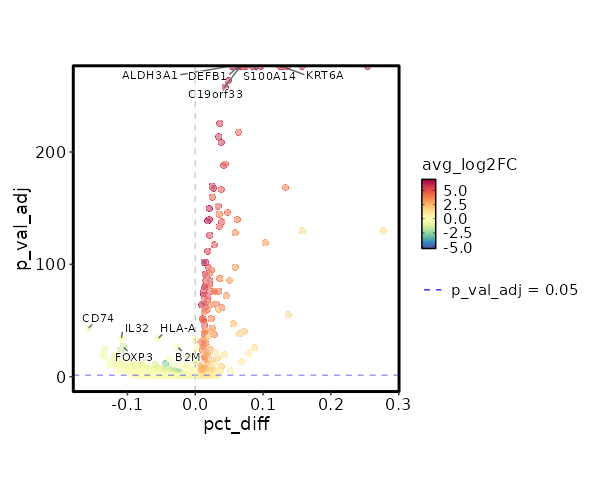 ALDH3A1 DEFB1 S100A14 KRT6A
C19orf33
200
100
0
p_val_adj
CD74 IL32 HLA-A
FOXP3 B2M
-0.1 0.0 0.1 0.2 0.3
pct_diff
avg_log2FC
5.0
2.5
0.0
-2.5
-5.0
p_val_adj = 0.05